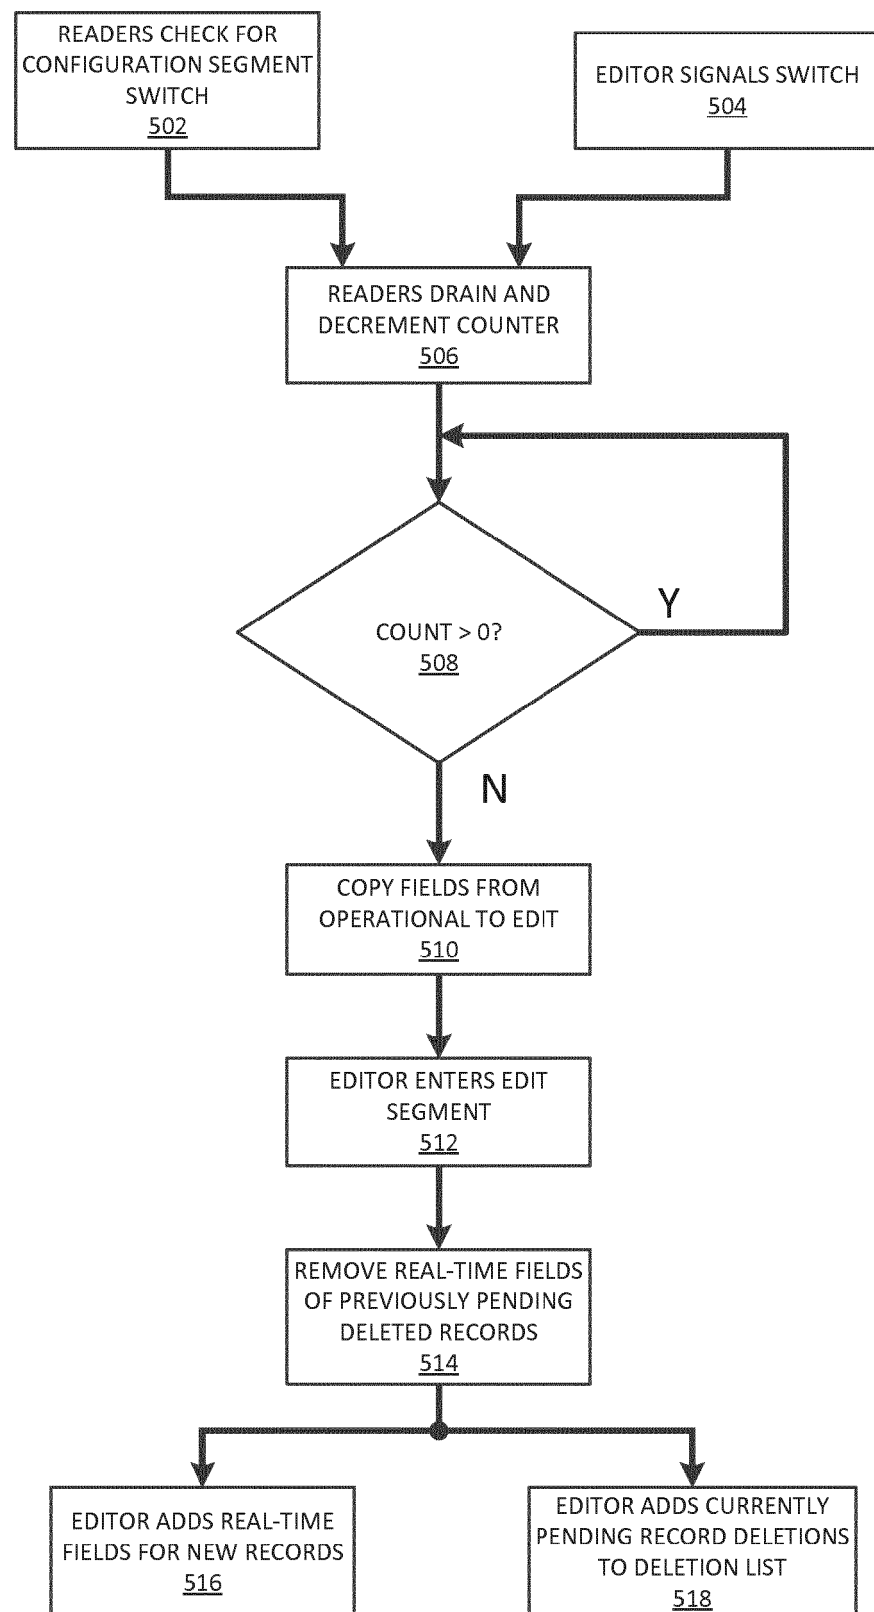 READERS CHECK FOR
CONFIGURATION SEGMENT
SWITCH
502
EDITOR SIGNALS SWITCH
504
READERS DRAIN AND
DECREMENT COUNTER
506
COUNT > 0?
508
Y
N
COPY FIELDS FROM
OPERATIONAL TO EDIT
510
EDITOR ENTERS EDIT
SEGMENT
512
REMOVE REAL-TIME FIELDS
OF PREVIOUSLY PENDING
DELETED RECORDS
514
EDITOR ADDS REAL-TIME
FIELDS FOR NEW RECORDS
516
EDITOR ADDS CURRENTLY
PENDING RECORD DELETIONS
TO DELETION LIST
518